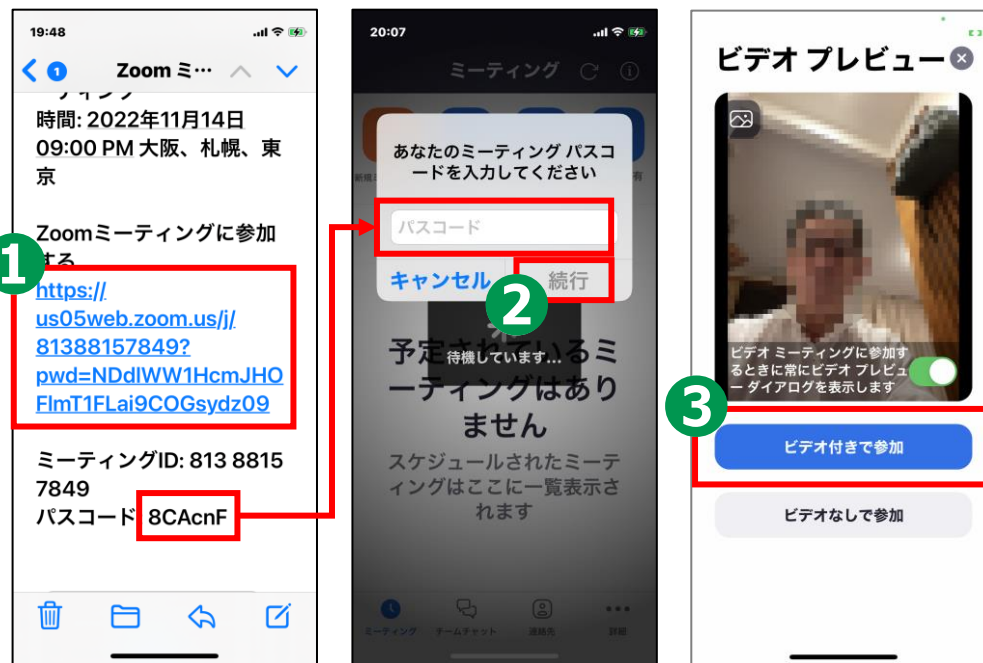 19:48
1
Zoom ミ…
ーティング
時間: 2022年11月14日
09:00 PM 大阪、札幌、東
京
Zoomミーティングに参加
する
1
https://
us05web.zoom.us/j/
81388157849?
pwd=NDdlWW1HcmJHO
FlmT1FLai9COGsydz09
ミーティングID: 813 8815
7849
パスコード: 8CAcnF
20:07
ミーティング
あなたのミーティング パスコ
ードを入力してください
パスコード
キャンセル
続行
2
待機しています...
予定されているミ
ーティングはあり
ません
スケジュールされたミーテ
ィングはここに一覧表示さ
れます
ミーティング
チームチャット
連絡先
詳細
ビデオ プレビュー
ビデオ ミーティングに参加す
るときに常にビデオ プレビュ
ー ダイアログを表示します
3
ビデオ付きで参加
ビデオなしで参加